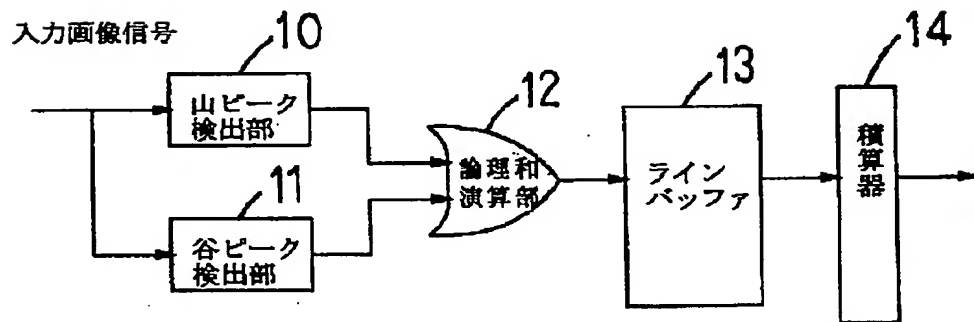 入力画像信号
10
山ピーク
検出部
11
谷ピーク
検出部
12
論理和
演算部
13
ライン
バッファ
14
積算器